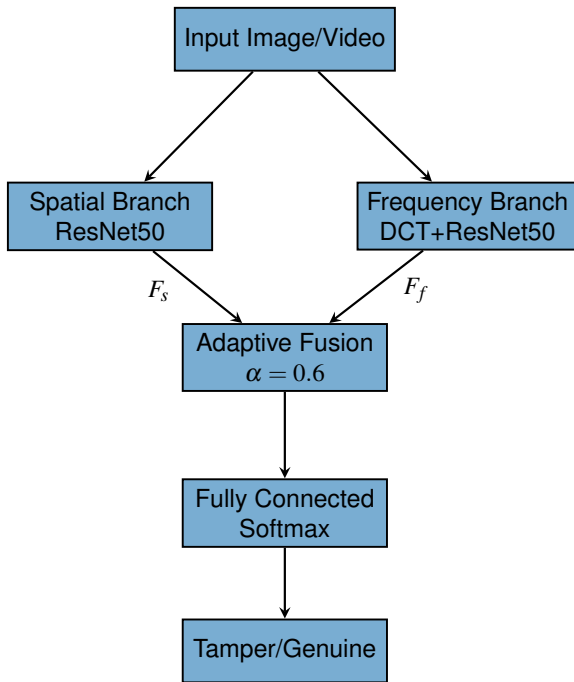 Input Image/Video
Spatial Branch
ResNet50
Frequency Branch
DCT+ResNet50
F_s
F_f
Adaptive Fusion
α = 0.6
Fully Connected
Softmax
Tamper/Genuine